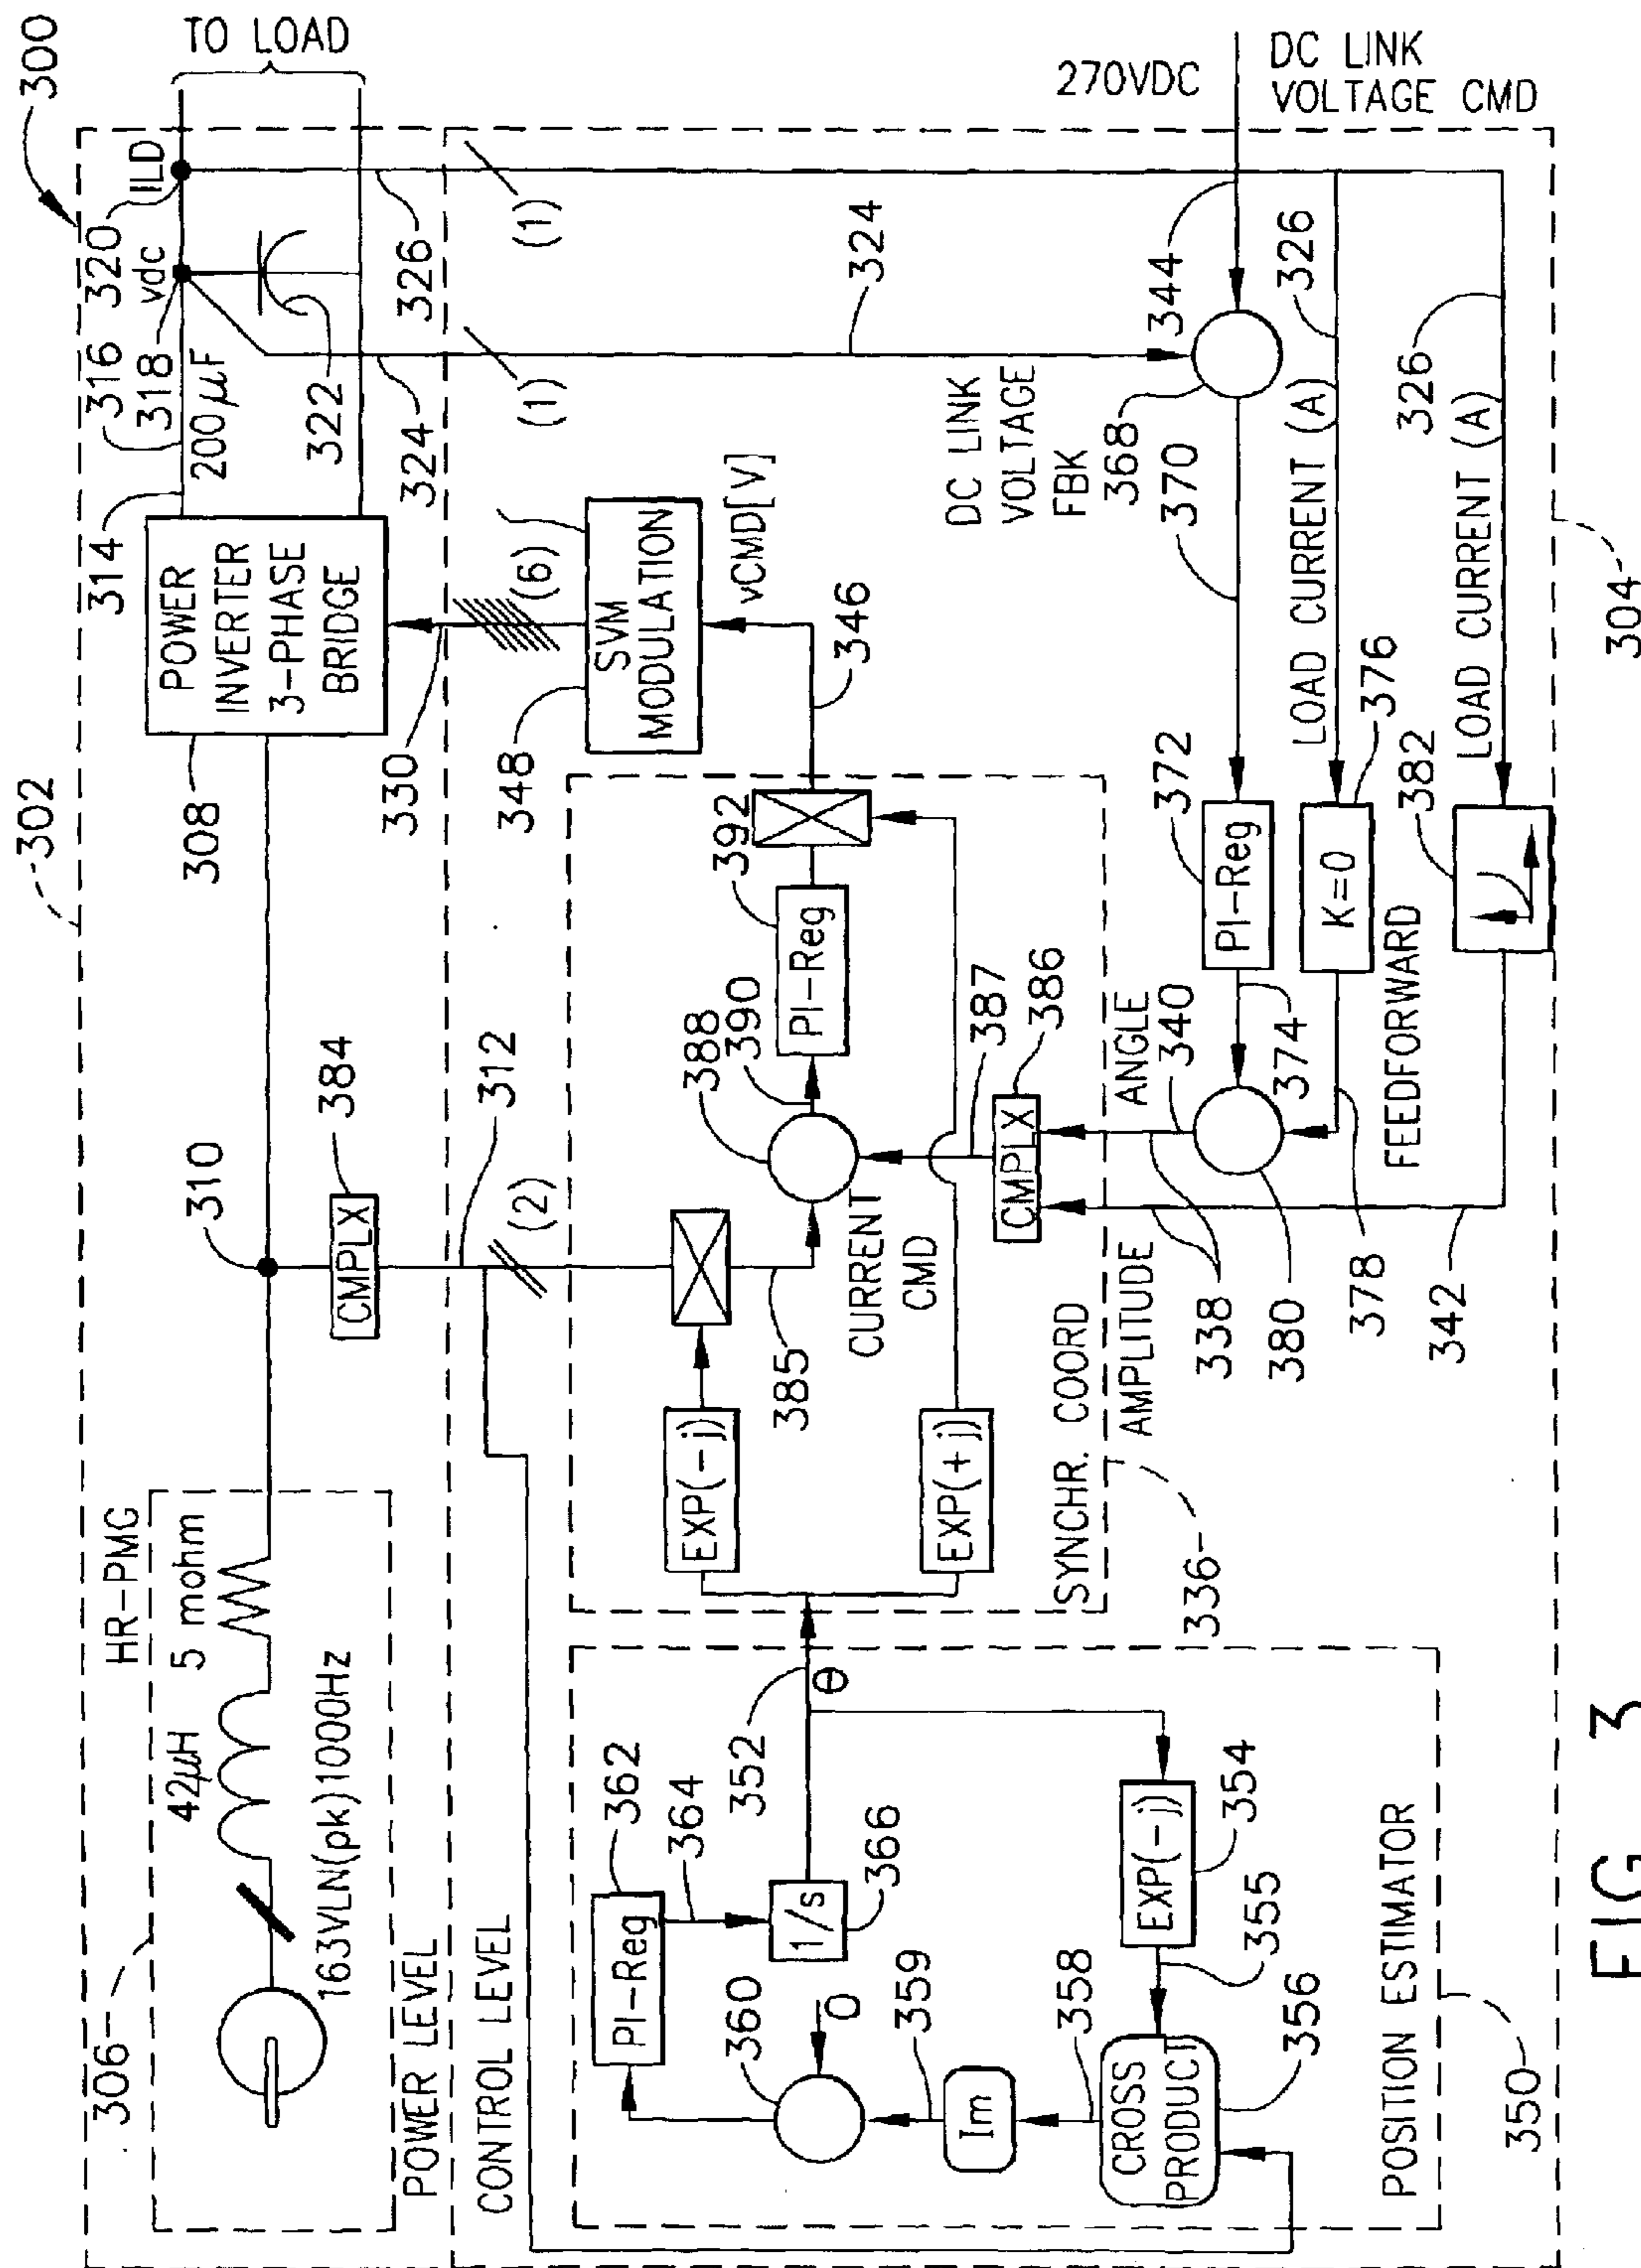 300
302
TO LOAD
320
ILD
vdc
316
318
200µF
322
314
POWER
INVERTER
3-PHASE
BRIDGE
308
310
384
CMPLX
HR-PMG
5 mohm
42µH
163VLN(pk)1000Hz
306
POWER LEVEL
CONTROL LEVEL
326
(1)
324
(1)
324
330
(6)
348
SVM
MODULATION
vCMD[V]
346
312
(2)
392
PI-Reg
390
388
385
CURRENT
CMD
387
386
CMPLX
EXP(-j)
EXP(+j)
SYNCHR. COORD
336
AMPLITUDE
ANGLE
340
338
380
374
378
342
FEEDFORWARD
270VDC
DC LINK
VOLTAGE CMD
344
DC LINK
VOLTAGE
FBK
368
370
372
PI-Reg
326
LOAD CURRENT (A)
376
K=0
326
LOAD CURRENT (A)
382
304
362
PI-Reg
364
352
θ
1/s
366
360
0
359
Im
358
EXP(-j)
354
355
CROSS
PRODUCT
356
POSITION ESTIMATOR
350
FIG. 3